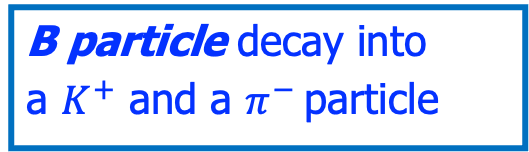 B particle decay into
a K⁺ and a π⁻ particle